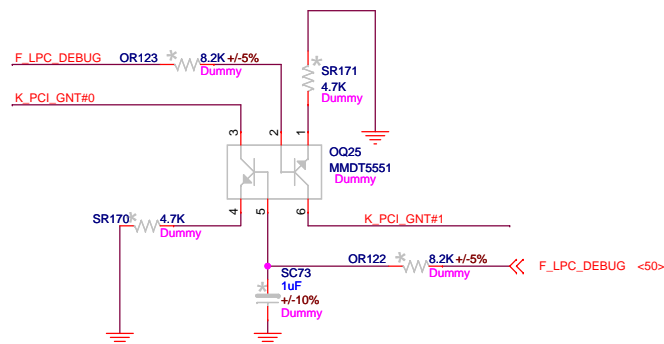 F_LPC_DEBUG OR123 * 8.2K +/-5%
Dummy
* SR171
4.7K
Dummy
K_PCI_GNT#0
3 2 1
OQ25
MMDT5551
Dummy
4 5 6
SR170 * 4.7K
Dummy
K_PCI_GNT#1
OR122 * 8.2K +/-5%
Dummy
F_LPC_DEBUG <50>
* SC73
1uF
+/-10%
Dummy